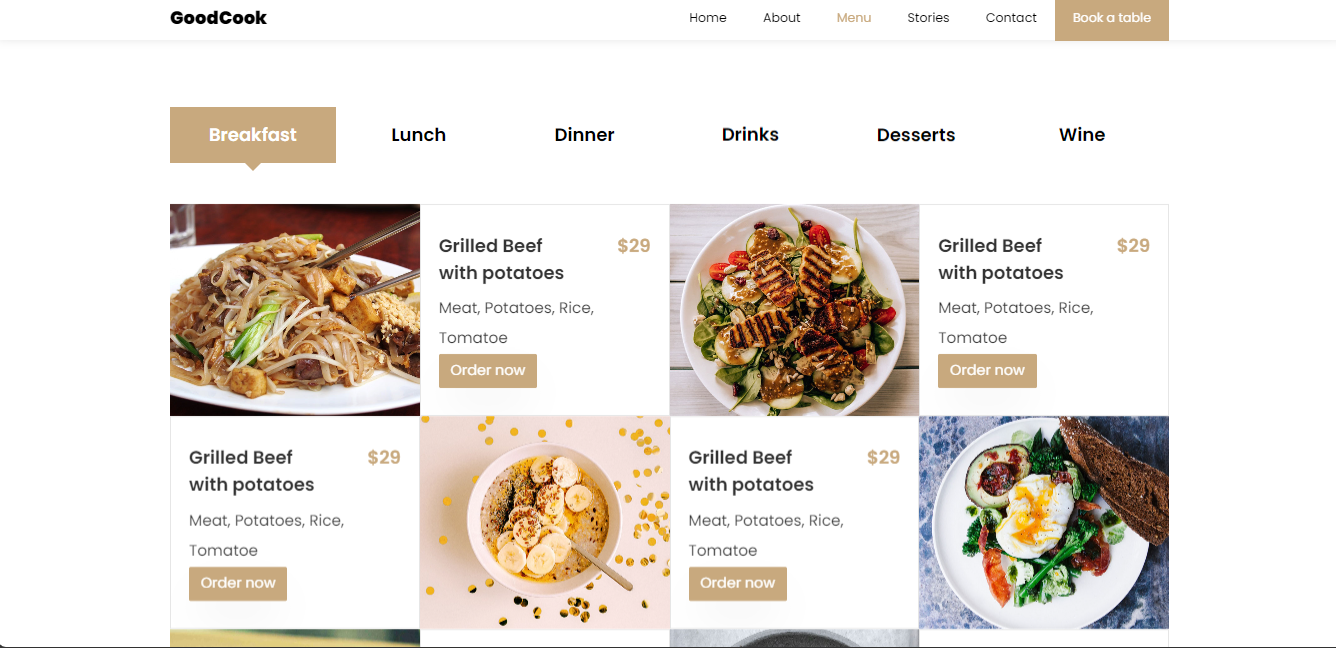 GoodCook
Home About Menu Stories Contact Book a table
Breakfast Lunch Dinner Drinks Desserts Wine
Grilled Beef $29
with potatoes
Meat, Potatoes, Rice,
Tomatoe
Order now
Grilled Beef $29
with potatoes
Meat, Potatoes, Rice,
Tomatoe
Order now
Grilled Beef $29
with potatoes
Meat, Potatoes, Rice,
Tomatoe
Order now
Grilled Beef $29
with potatoes
Meat, Potatoes, Rice,
Tomatoe
Order now